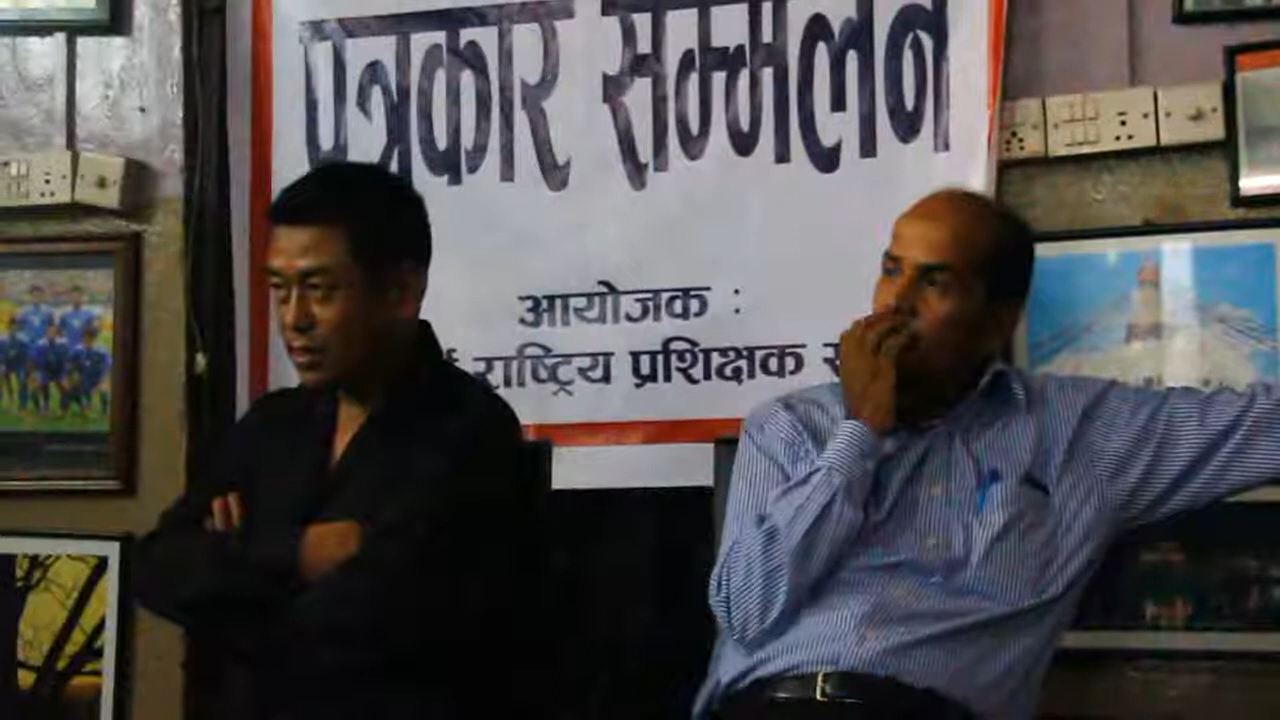 पत्रकार सम्मेलन
आयोजक :
राष्ट्रिय प्रशिक्षक